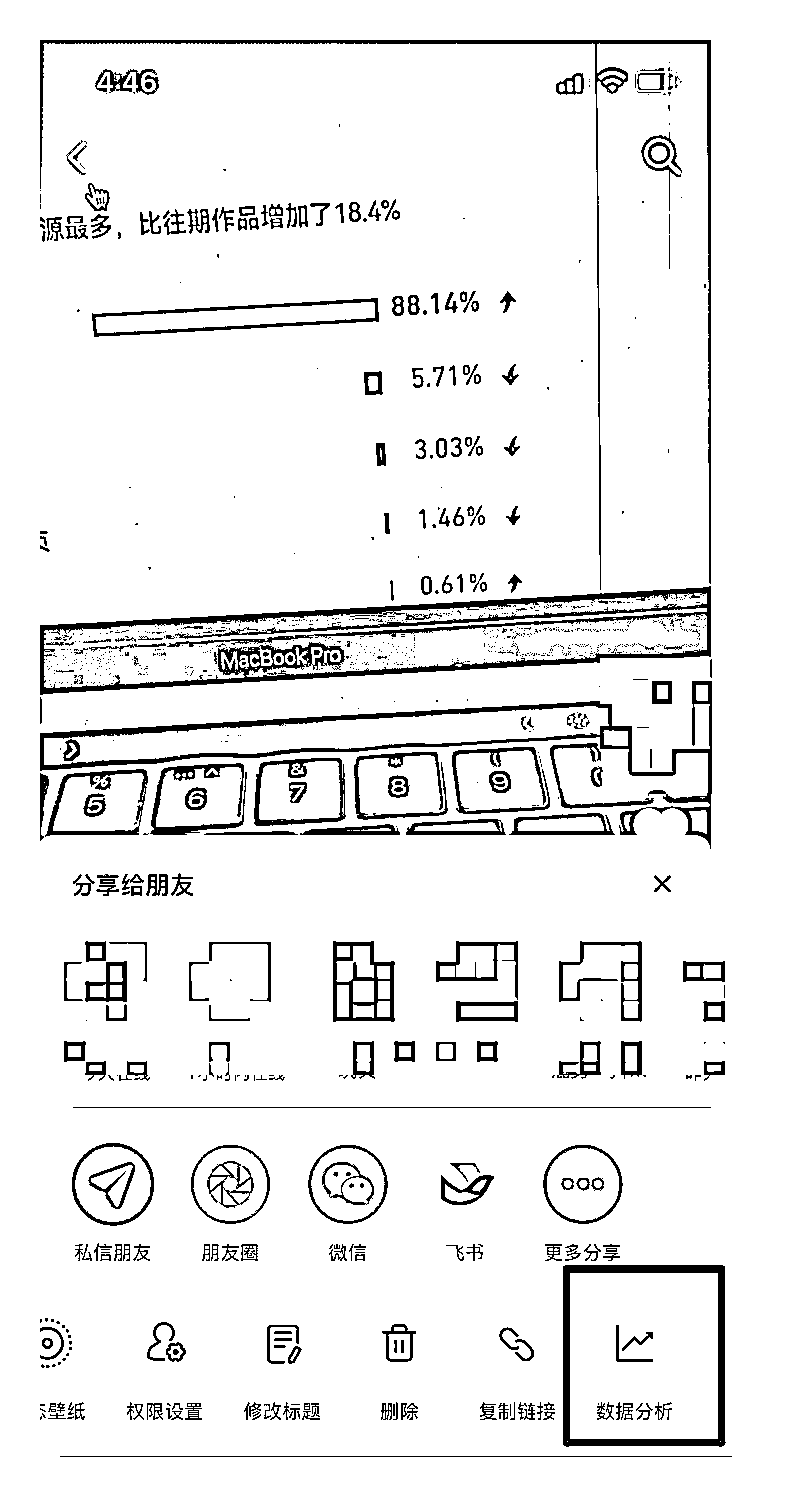 4:46
源最多，比往期作品增加了18.4%
88.14%
5.71%
3.03%
1.46%
0.61%
MacBook Pro
% & *
5 6 7 8 9
分享给朋友
私信朋友 朋友圈 微信 飞书 更多分享
壁纸 权限设置 修改标题 删除 复制链接 数据分析